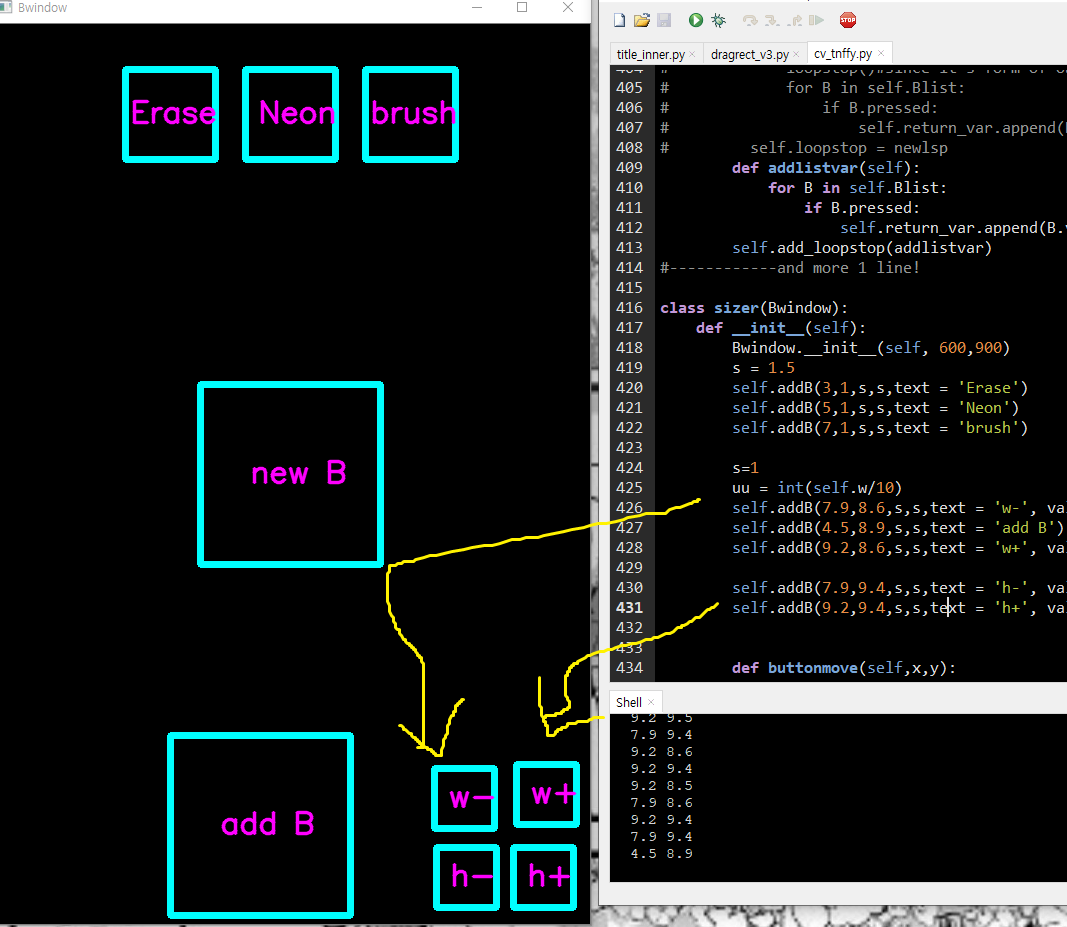 Bwindow
Erase Neon brush
new B
add B
w- w+
h- h+
STOP
title_inner.py dragrect_v3.py cv_tnffy.py
405 # for B in self.Blist:
406 # if B.pressed:
407 # self.return_var.append(
408 # self.loopstop = newlsp
409 def addlistvar(self):
410 for B in self.Blist:
411 if B.pressed:
412 self.return_var.append(B.
413 self.add_loopstop(addlistvar)
414 #------------and more 1 line!
415
416 class sizer(Bwindow):
417 def __init__(self):
418 Bwindow.__init__(self, 600,900)
419 s = 1.5
420 self.addB(3,1,s,s,text = 'Erase')
421 self.addB(5,1,s,s,text = 'Neon')
422 self.addB(7,1,s,s,text = 'brush')
423
424 s=1
425 uu = int(self.w/10)
426 self.addB(7.9,8.6,s,s,text = 'w-', va
427 self.addB(4.5,8.9,s,s,text = 'add B')
428 self.addB(9.2,8.6,s,s,text = 'w+', va
429
430 self.addB(7.9,9.4,s,s,text = 'h-', va
431 self.addB(9.2,9.4,s,s,text = 'h+', va
432
433
434 def buttonmove(self,x,y):
Shell
9.2 9.5
7.9 9.4
9.2 8.6
9.2 9.4
9.2 8.5
7.9 8.6
9.2 9.4
7.9 9.4
4.5 8.9